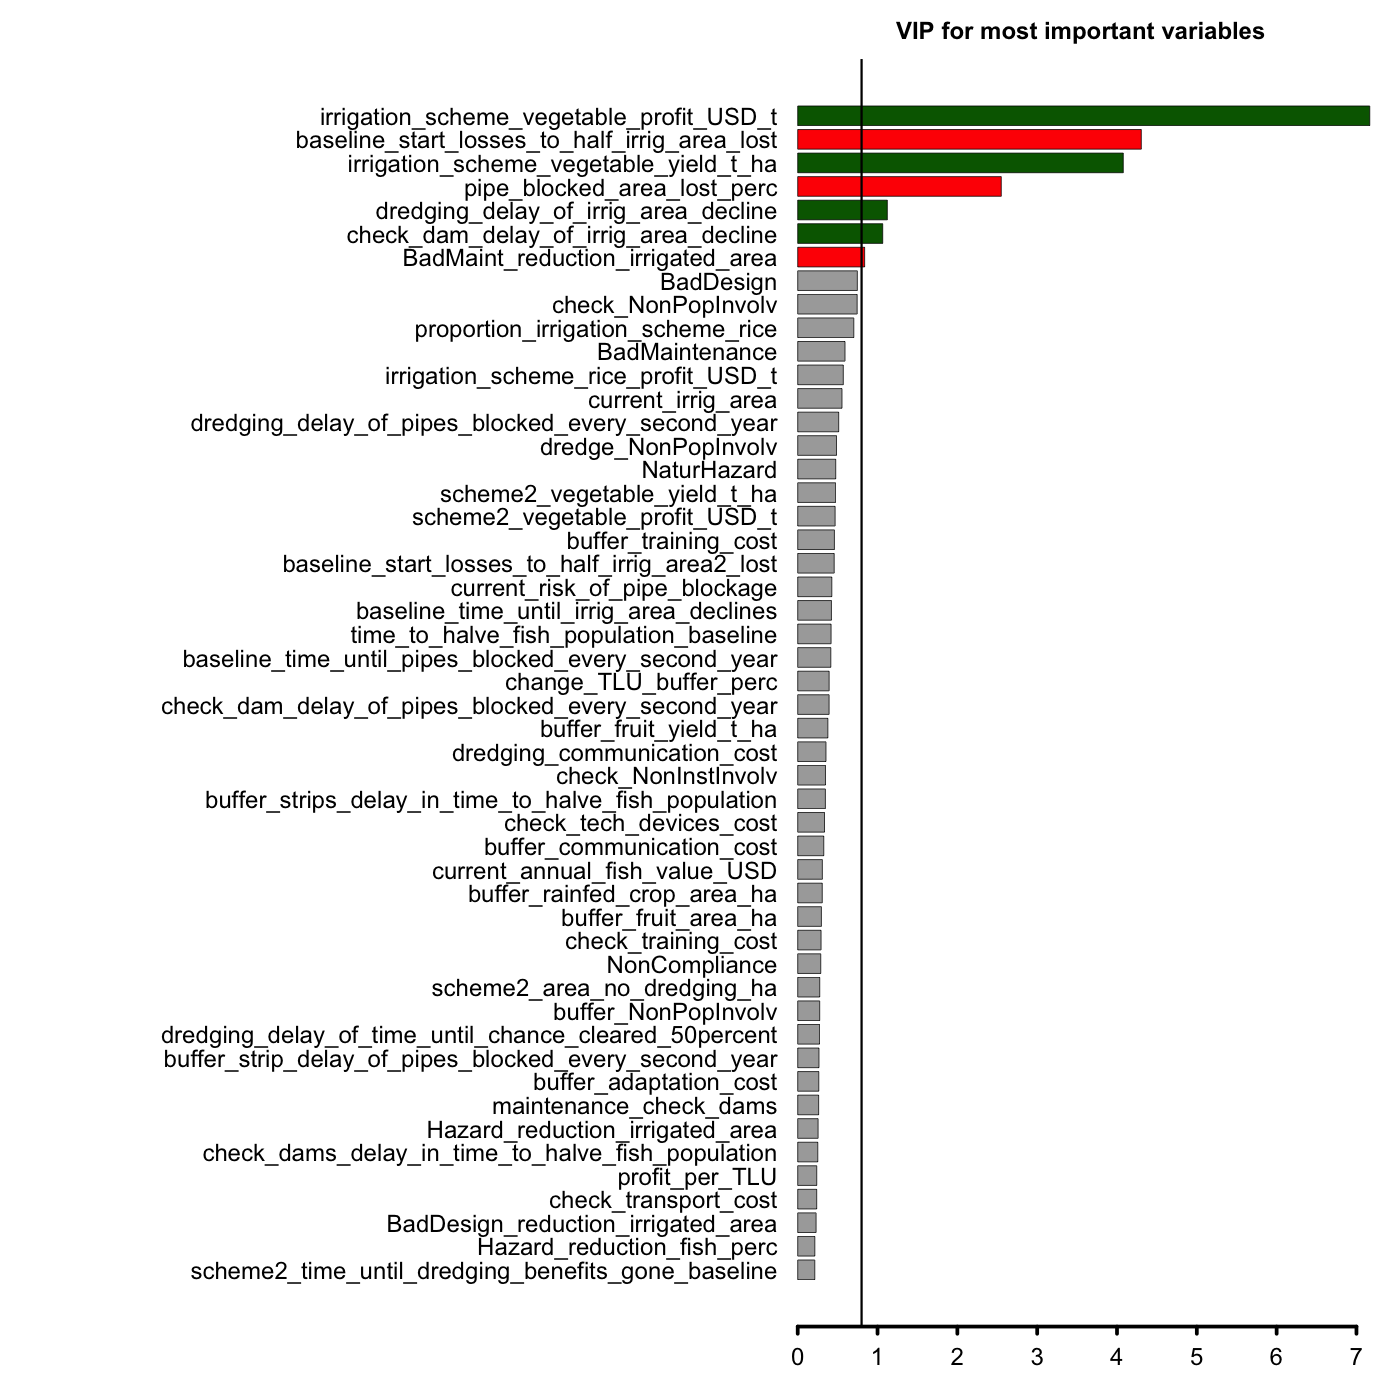 VIP for most important variables
irrigation_scheme_vegetable_profit_USD_t
baseline_start_losses_to_half_irrig_area_lost
irrigation_scheme_vegetable_yield_t_ha
pipe_blocked_area_lost_perc
dredging_delay_of_irrig_area_decline
check_dam_delay_of_irrig_area_decline
BadMaint_reduction_irrigated_area
BadDesign
check_NonPopInvolv
proportion_irrigation_scheme_rice
BadMaintenance
irrigation_scheme_rice_profit_USD_t
current_irrig_area
dredging_delay_of_pipes_blocked_every_second_year
dredge_NonPopInvolv
NaturHazard
scheme2_vegetable_yield_t_ha
scheme2_vegetable_profit_USD_t
buffer_training_cost
baseline_start_losses_to_half_irrig_area2_lost
current_risk_of_pipe_blockage
baseline_time_until_irrig_area_declines
time_to_halve_fish_population_baseline
baseline_time_until_pipes_blocked_every_second_year
change_TLU_buffer_perc
check_dam_delay_of_pipes_blocked_every_second_year
buffer_fruit_yield_t_ha
dredging_communication_cost
check_NonInstInvolv
buffer_strips_delay_in_time_to_halve_fish_population
check_tech_devices_cost
buffer_communication_cost
current_annual_fish_value_USD
buffer_rainfed_crop_area_ha
buffer_fruit_area_ha
check_training_cost
NonCompliance
scheme2_area_no_dredging_ha
buffer_NonPopInvolv
dredging_delay_of_time_until_chance_cleared_50percent
buffer_strip_delay_of_pipes_blocked_every_second_year
buffer_adaptation_cost
maintenance_check_dams
Hazard_reduction_irrigated_area
check_dams_delay_in_time_to_halve_fish_population
profit_per_TLU
check_transport_cost
BadDesign_reduction_irrigated_area
Hazard_reduction_fish_perc
scheme2_time_until_dredging_benefits_gone_baseline
0 1 2 3 4 5 6 7